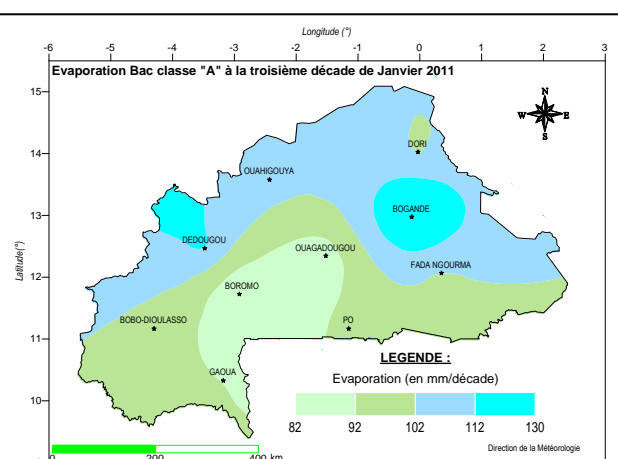 Longitude (°)
-6 -5 -4 -3 -2 -1 0 1 2 3
Evaporation Bac classe "A" à la troisième décade de Janvier 2011
15
N
W E
S
14
DORI
OUAHIGOUYA
13
BOGANDE
DEDOUGOU
OUAGADOUGOU
Latitude(°)
FADA NGOURMA
12
BOROMO
BOBO-DIOULASSO
PO
11
LEGENDE :
GAOUA
Evaporation (en mm/décade)
10
82 92 102 112 130
Direction de la Météorologie
0 200 400 km